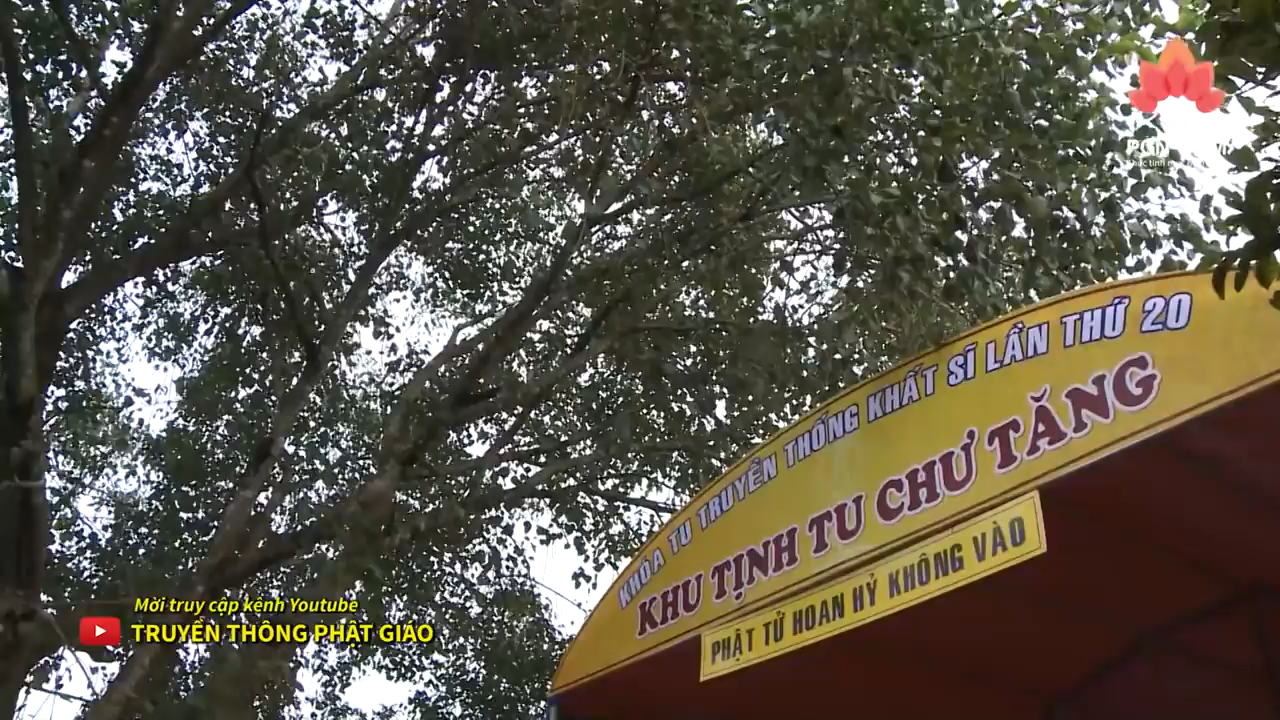 KHÓA TU TRUYỀN THỐNG KHẤT SĨ LẦN THỨ 20
KHU TỊNH TU CHƯ TĂNG
PHẬT TỬ HOAN HỶ KHÔNG VÀO
Mời truy cập kênh Youtube
TRUYỀN THÔNG PHẬT GIÁO